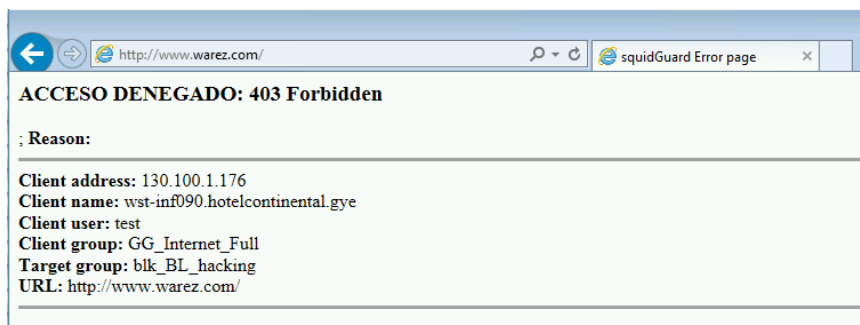 http://www.warez.com/
squidGuard Error page
ACCESO DENEGADO: 403 Forbidden
; Reason:
Client address: 130.100.1.176
Client name: wst-inf090.hotelcontinental.gye
Client user: test
Client group: GG_Internet_Full
Target group: blk_BL_hacking
URL: http://www.warez.com/